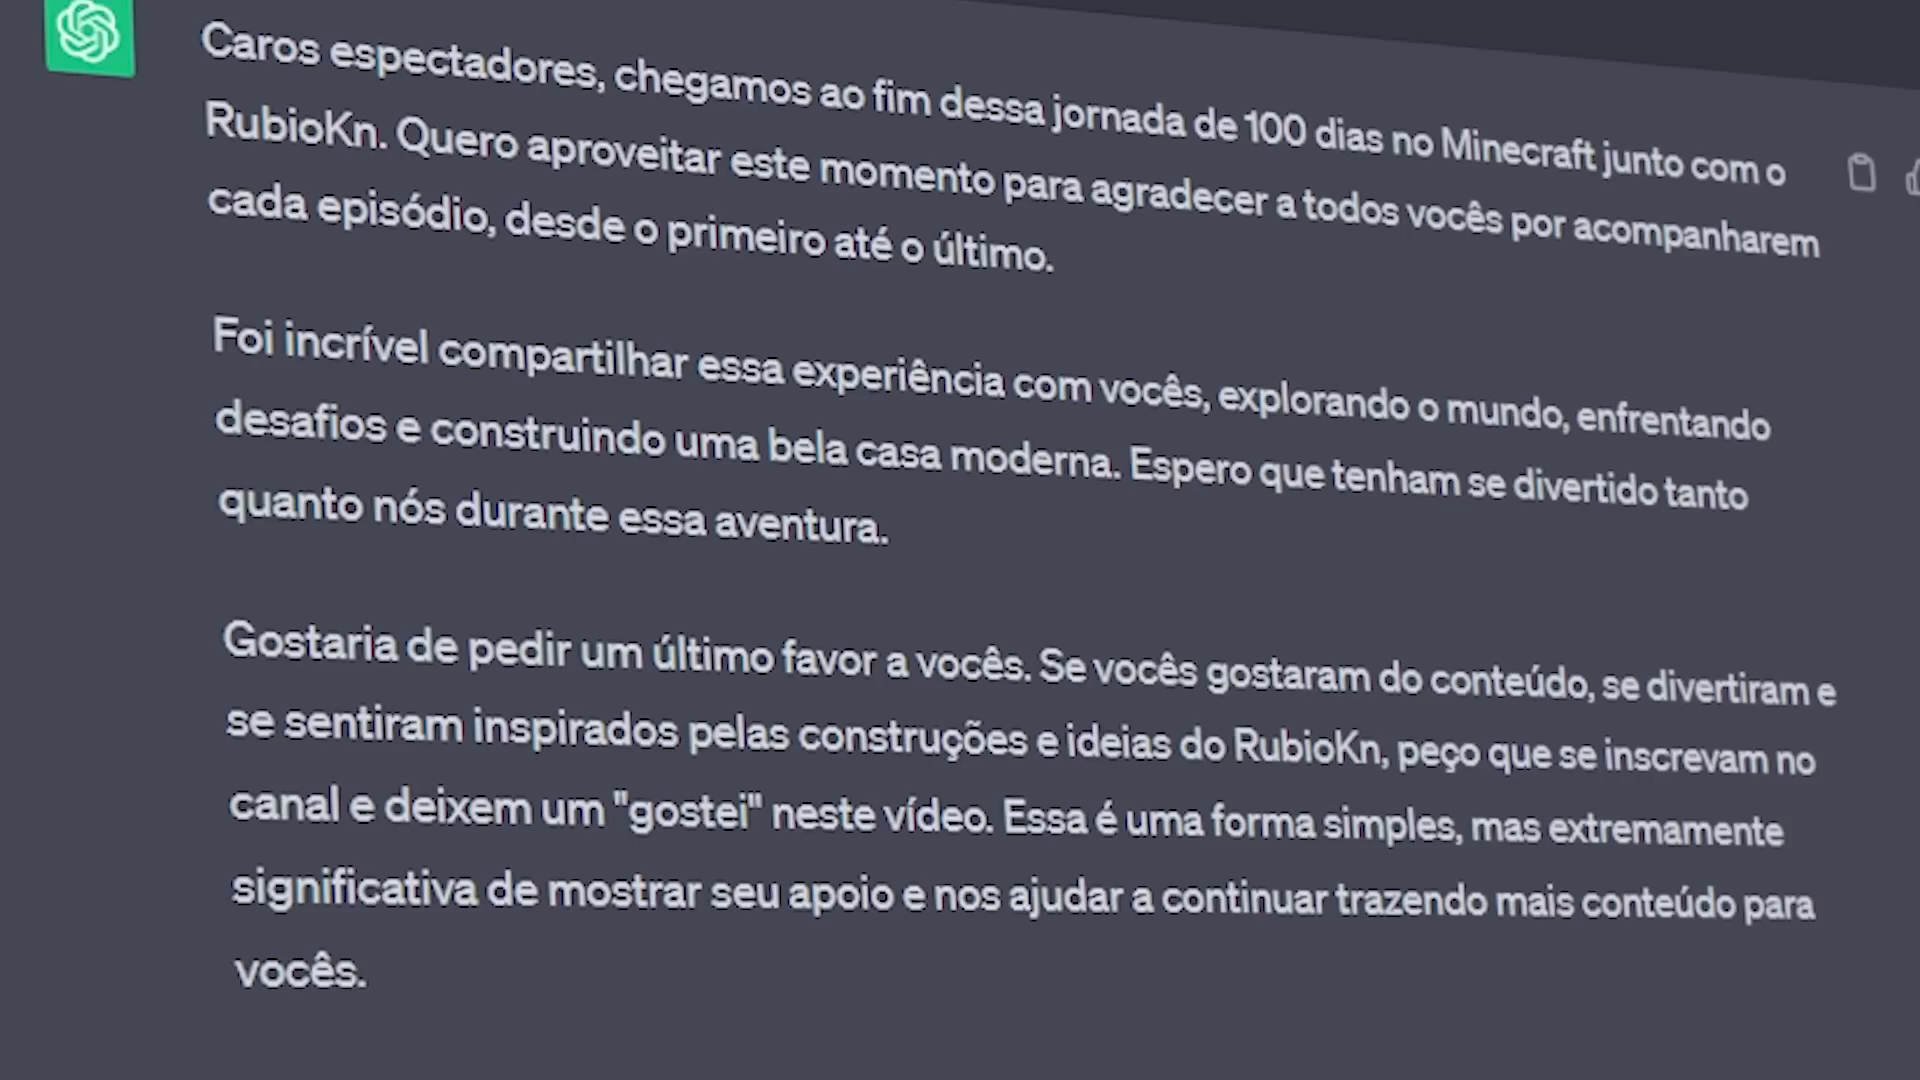 Caros espectadores, chegamos ao fim dessa jornada de 100 dias no Minecraft junto com o
RubioKn. Quero aproveitar este momento para agradecer a todos vocês por acompanharem
cada episódio, desde o primeiro até o último.
Foi incrível compartilhar essa experiência com vocês, explorando o mundo, enfrentando
desafios e construindo uma bela casa moderna. Espero que tenham se divertido tanto
quanto nós durante essa aventura.
Gostaria de pedir um último favor a vocês. Se vocês gostaram do conteúdo, se divertiram e
se sentiram inspirados pelas construções e ideias do RubioKn, peço que se inscrevam no
canal e deixem um "gostei" neste vídeo. Essa é uma forma simples, mas extremamente
significativa de mostrar seu apoio e nos ajudar a continuar trazendo mais conteúdo para
vocês.